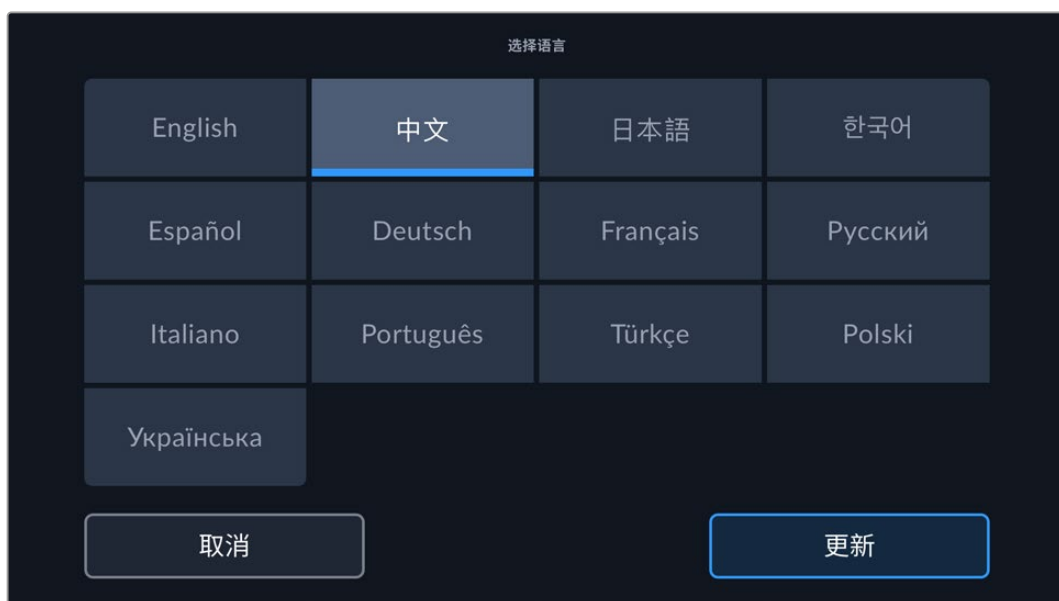 选择语言
English 中文 日本語 한국어
Español Deutsch Français Русский
Italiano Português Türkçe Polski
Українська
取消 更新